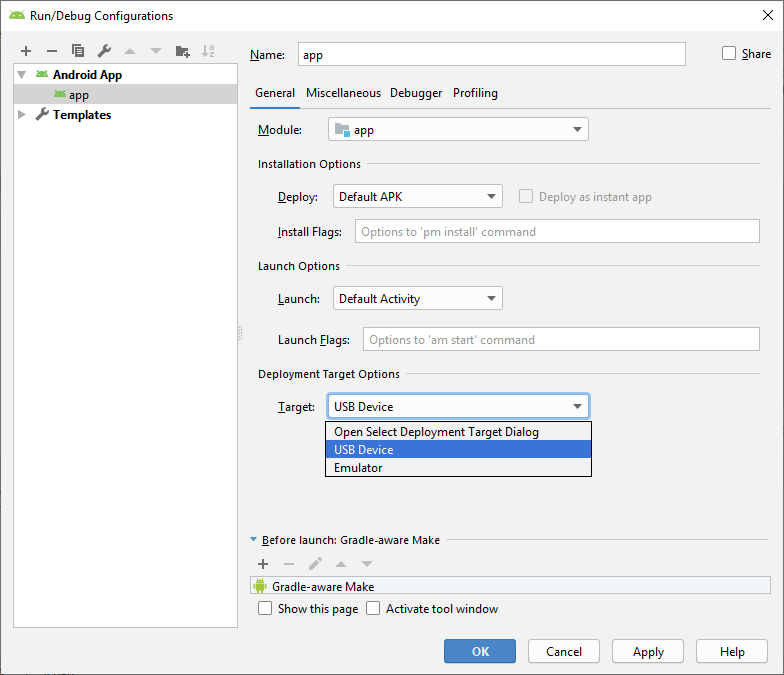 Run/Debug Configurations
Name: app
Share
Android App
app
Templates
General Miscellaneous Debugger Profiling
Module: app
Installation Options
Deploy: Default APK
Deploy as instant app
Install Flags: Options to 'pm install' command
Launch Options
Launch: Default Activity
Launch Flags: Options to 'am start' command
Deployment Target Options
Target: USB Device
Open Select Deployment Target Dialog
USB Device
Emulator
Before launch: Gradle-aware Make
Gradle-aware Make
Show this page Activate tool window
OK Cancel Apply Help